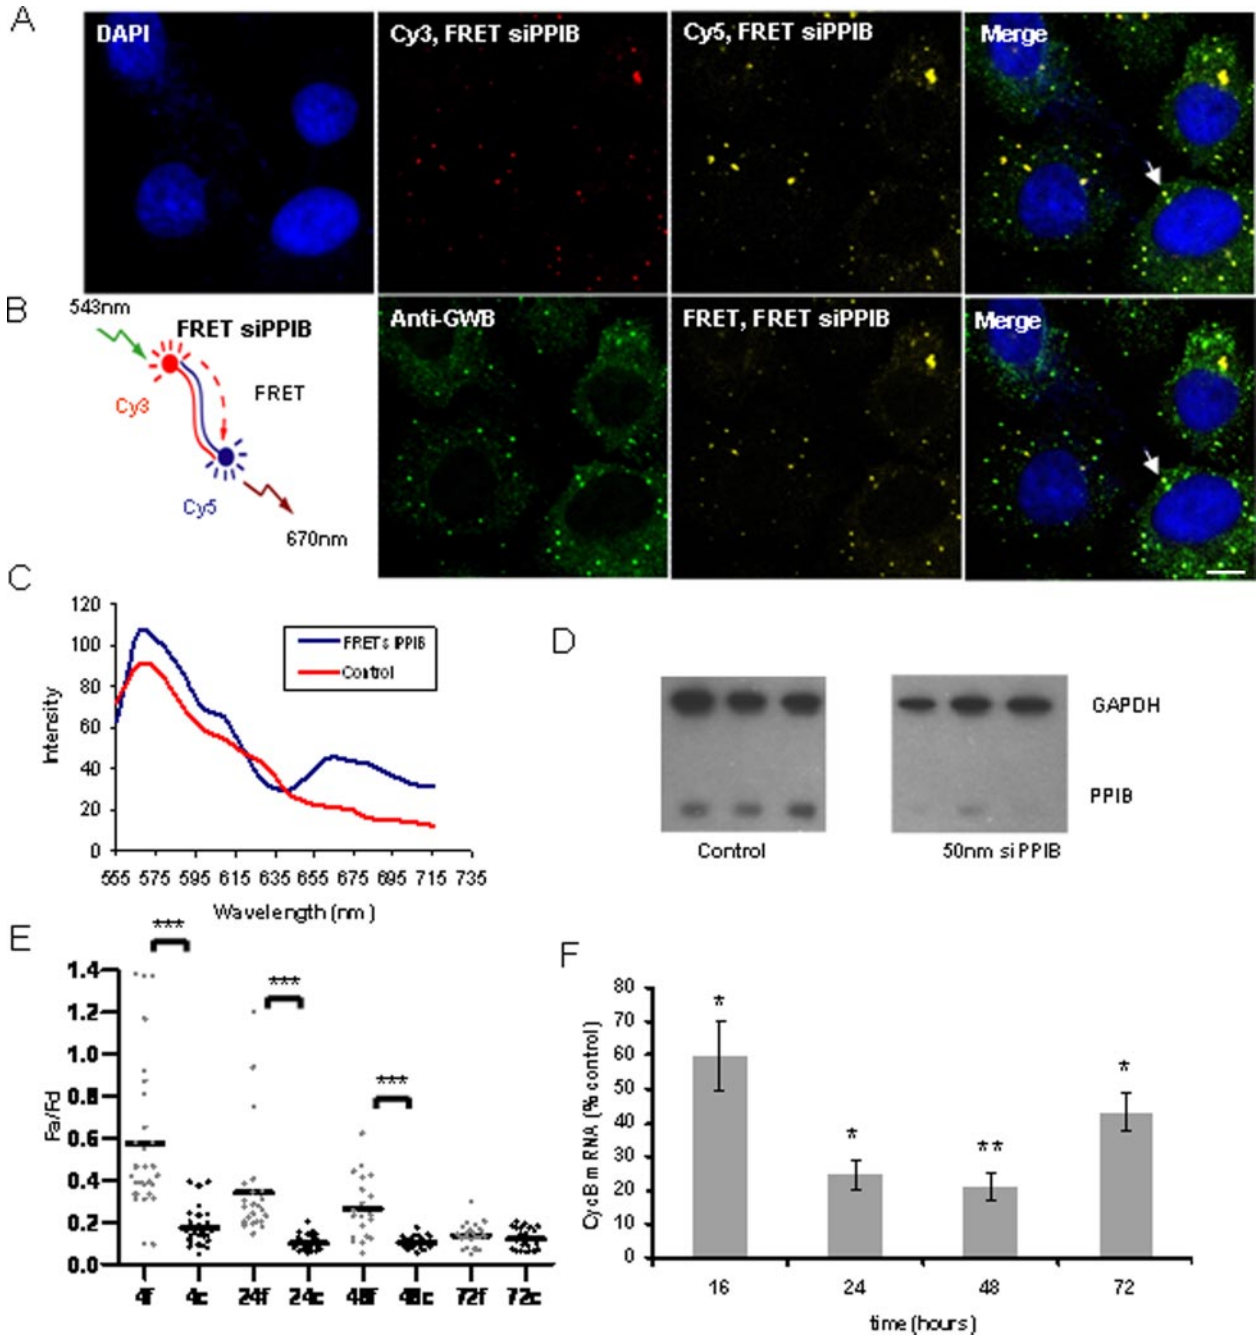 A
DAPI
Cy3, FRET siPPIB
Cy5, FRET siPPIB
Merge
B
543nm
FRET siPPIB
Cy3
FRET
Cy5
670nm
Anti-GWB
FRET, FRET siPPIB
Merge
C
120
100
80
60
40
20
0
Intensity
FRET siPPIB
Control
555 575 595 615 635 655 675 695 715 735
Wavelength (nm)
D
GAPDH
PPIB
Control
50nm siPPIB
E
*** *** ***
1.4
1.2
1.0
0.8
0.6
0.4
0.2
0.0
Fa/Fd
4f 4c 24f 24c 48f 48c 72f 72c
F
80
70
60
50
40
30
20
10
0
CycB mRNA (% control)
* * ** *
16 24 48 72
time (hours)